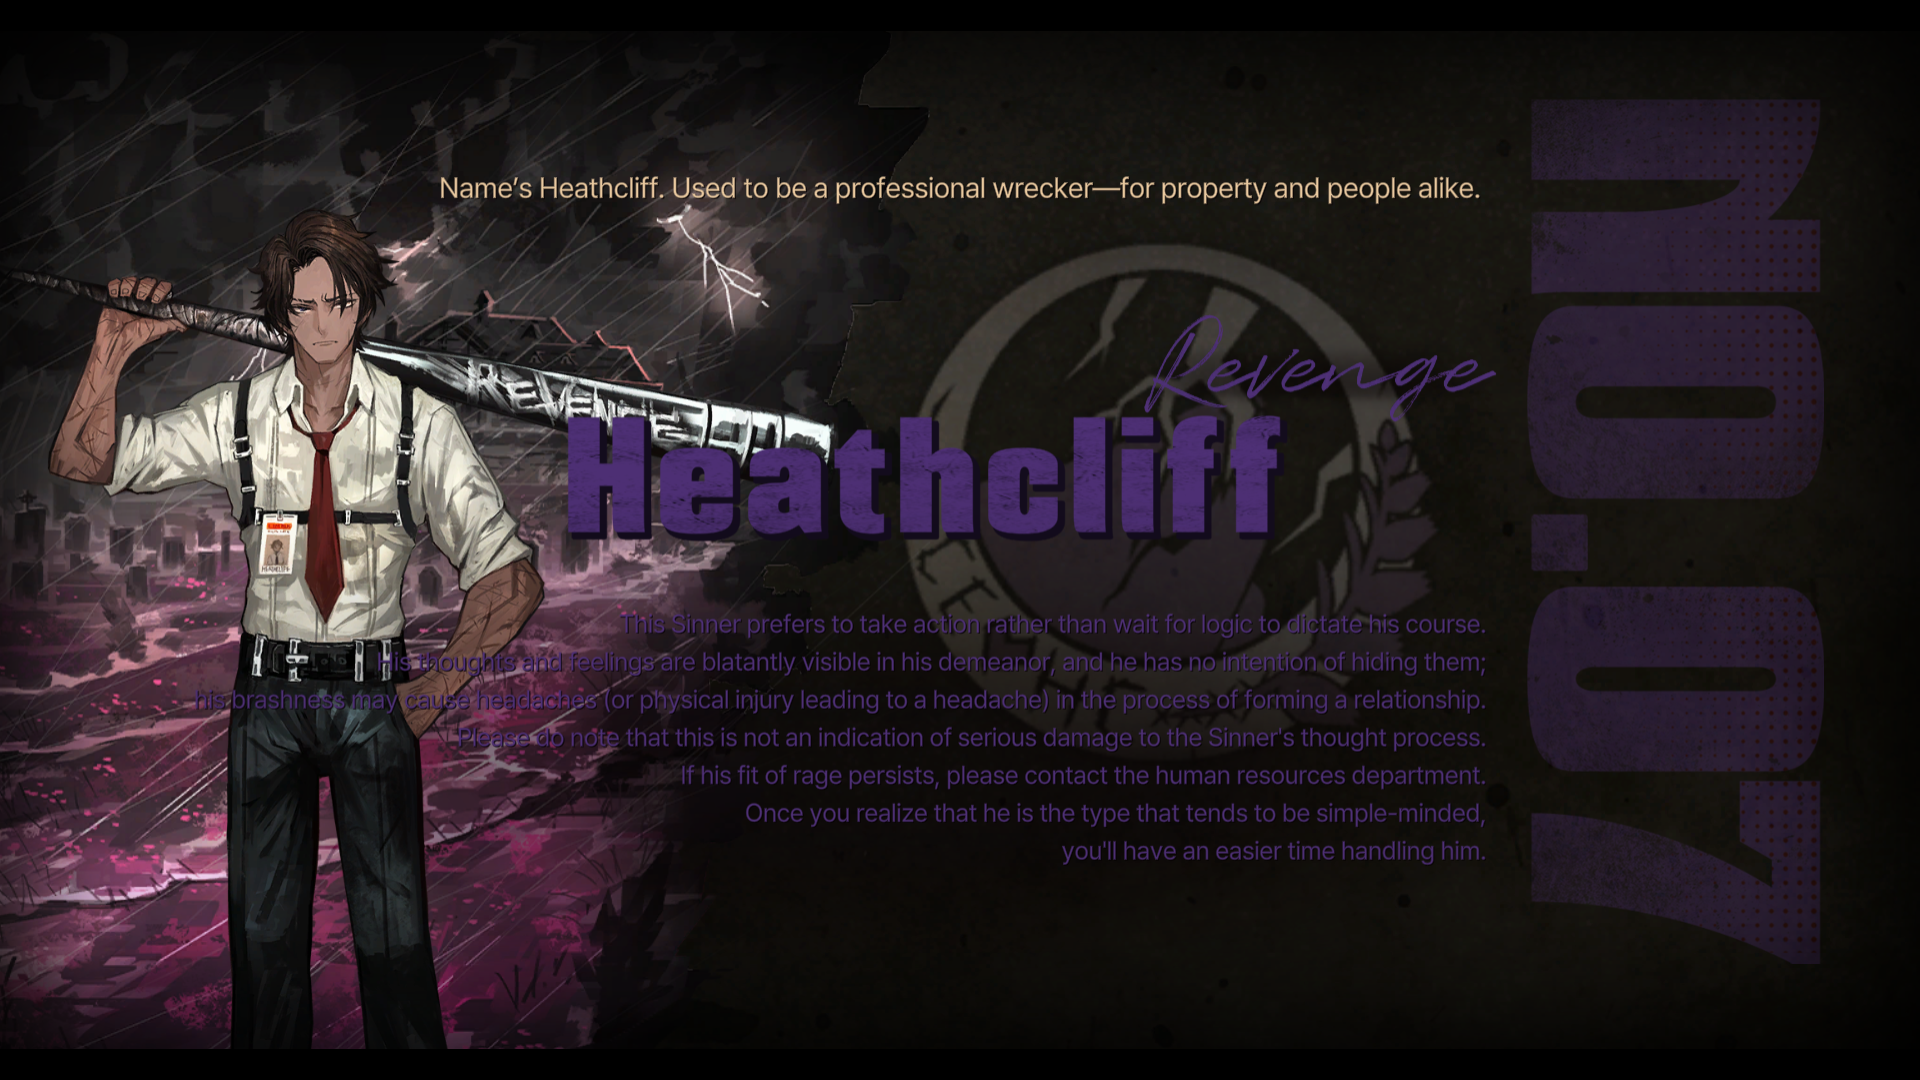 Name’s Heathcliff. Used to be a professional wrecker—for property and people alike.
REVENGE
Revenge
Heathcliff
This Sinner prefers to take action rather than wait for logic to dictate his course.
His thoughts and feelings are blatantly visible in his demeanor, and he has no intention of hiding them;
his brashness may cause headaches (or physical injury leading to a headache) in the process of forming a relationship.
Please do note that this is not an indication of serious damage to the Sinner's thought process.
If his fit of rage persists, please contact the human resources department.
Once you realize that he is the type that tends to be simple-minded,
you'll have an easier time handling him.
NO.07